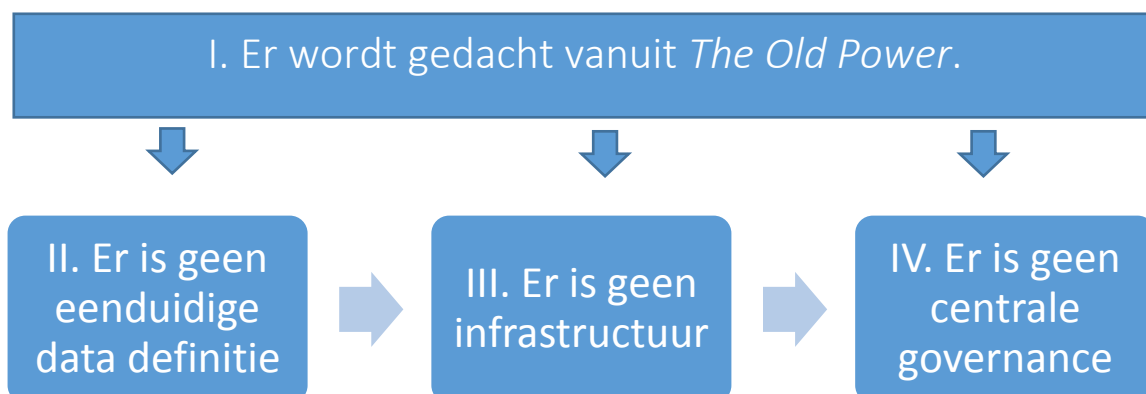 I. Er wordt gedacht vanuit The Old Power.
II. Er is geen
eenduidige
data definitie
III. Er is geen
infrastructuur
IV. Er is geen
centrale
governance